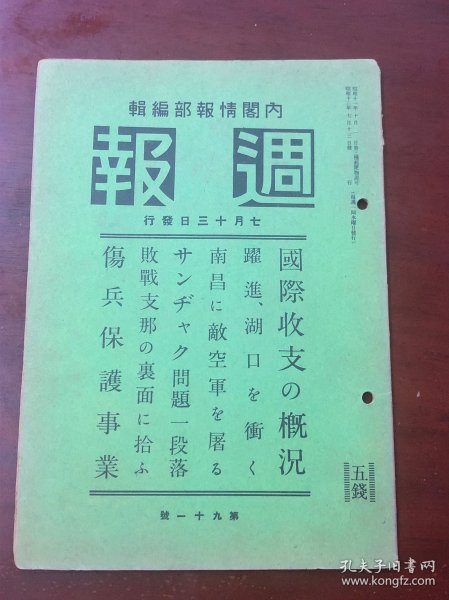 內閣情報部編輯
週報
七月十三日發行
國際收支の概況
躍進、湖口を衝く
南昌に敵空軍を屠る
サンヂャク問題一段落
敗戰支那の裏面に拾ふ
傷兵保護事業
第九十一號
五錢
孔夫子旧书网
www.kongfz.com